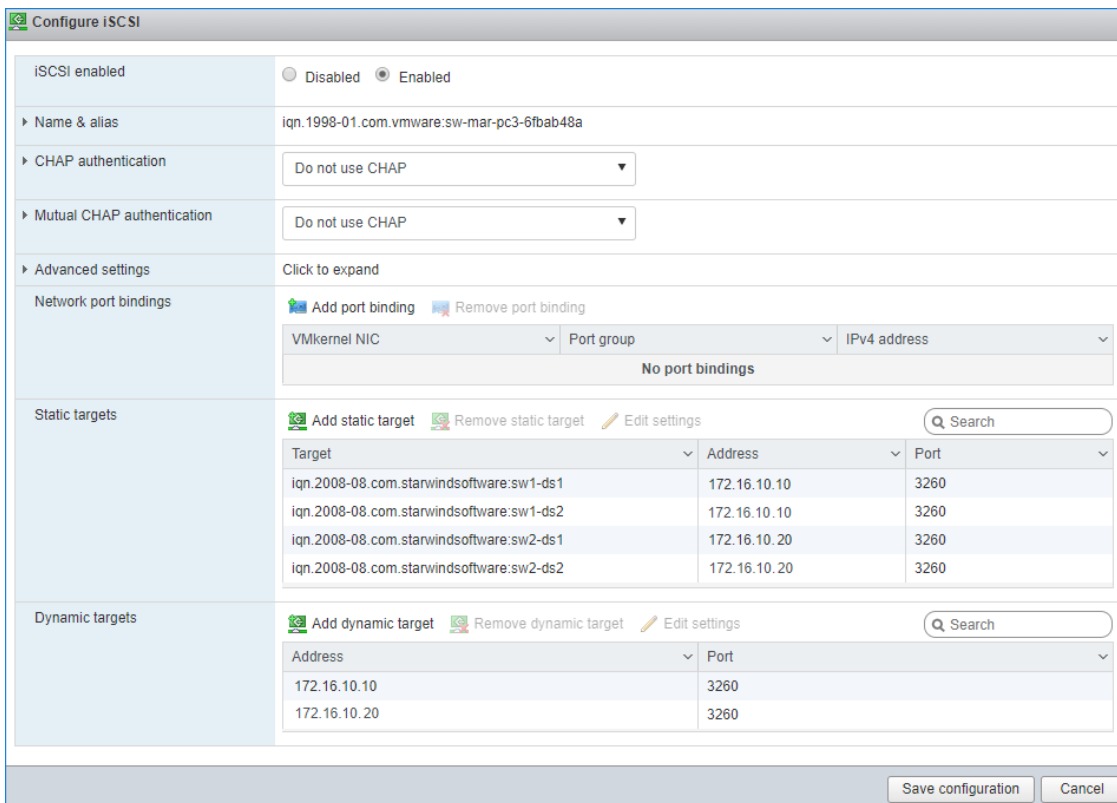 Configure iSCSI
iSCSI enabled Disabled Enabled
Name & alias iqn.1998-01.com.vmware:sw-mar-pc3-6fbab48a
CHAP authentication Do not use CHAP
Mutual CHAP authentication Do not use CHAP
Advanced settings Click to expand
Network port bindings Add port binding Remove port binding
VMkernel NIC Port group IPv4 address
No port bindings
Static targets Add static target Remove static target Edit settings Search
Target Address Port
iqn.2008-08.com.starwindsoftware:sw1-ds1 172.16.10.10 3260
iqn.2008-08.com.starwindsoftware:sw1-ds2 172.16.10.10 3260
iqn.2008-08.com.starwindsoftware:sw2-ds1 172.16.10.20 3260
iqn.2008-08.com.starwindsoftware:sw2-ds2 172.16.10.20 3260
Dynamic targets Add dynamic target Remove dynamic target Edit settings Search
Address Port
172.16.10.10 3260
172.16.10.20 3260
Save configuration Cancel